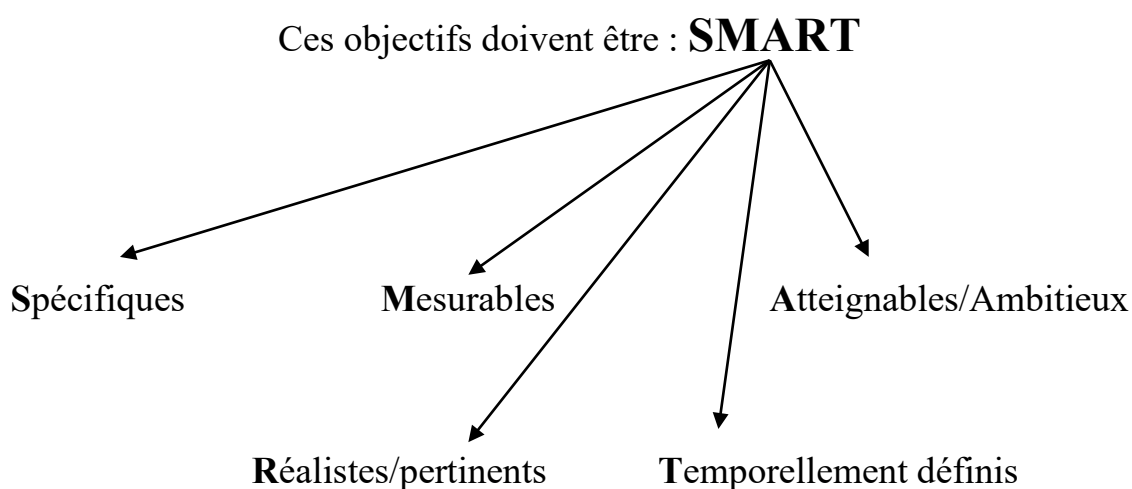 Ces objectifs doivent être : SMART
Spécifiques Mesurables Atteignables/Ambitieux
Réalistes/pertinents Temporellement définis